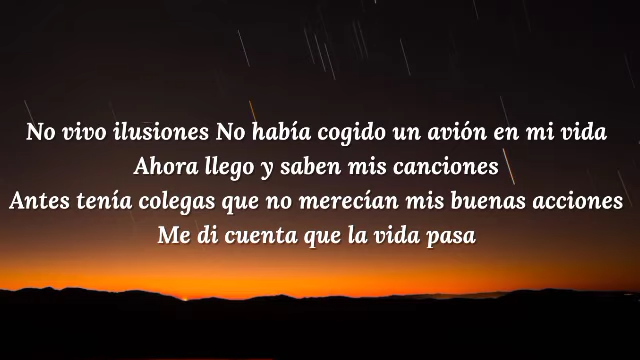 No vivo ilusiones No había cogido un avión en mi vida
Ahora llego y saben mis canciones
Antes tenía colegas que no merecían mis buenas acciones
Me di cuenta que la vida pasa